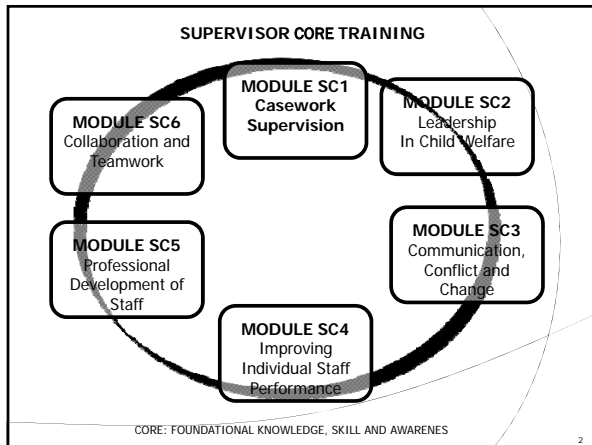 SUPERVISOR CORE TRAINING
MODULE SC1
Casework
Supervision
MODULE SC2
Leadership
In Child Welfare
MODULE SC3
Communication,
Conflict and
Change
MODULE SC4
Improving
Individual Staff
Performance
MODULE SC5
Professional
Development of
Staff
MODULE SC6
Collaboration and
Teamwork
CORE: FOUNDATIONAL KNOWLEDGE, SKILL AND AWARENES
2